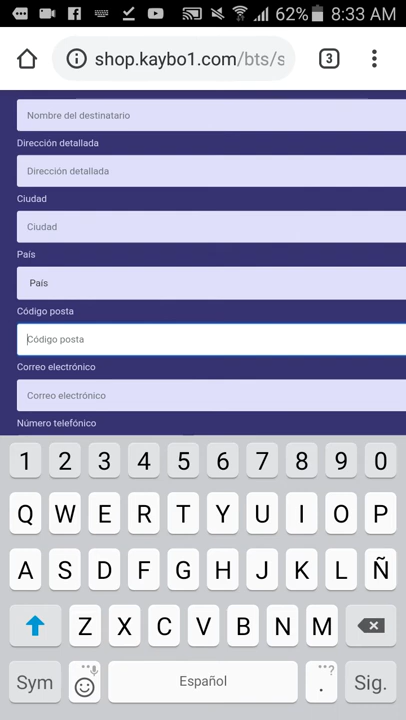 62% 8:33 AM
shop.kaybo1.com/bts/s
3
Nombre del destinatario
Dirección detallada
Dirección detallada
Ciudad
Ciudad
País
País
Código posta
Código posta
Correo electrónico
Correo electrónico
Número telefónico
1 2 3 4 5 6 7 8 9 0
Q W E R T Y U I O P
A S D F G H J K L Ñ
Z X C V B N M
Sym Español . ? Sig.